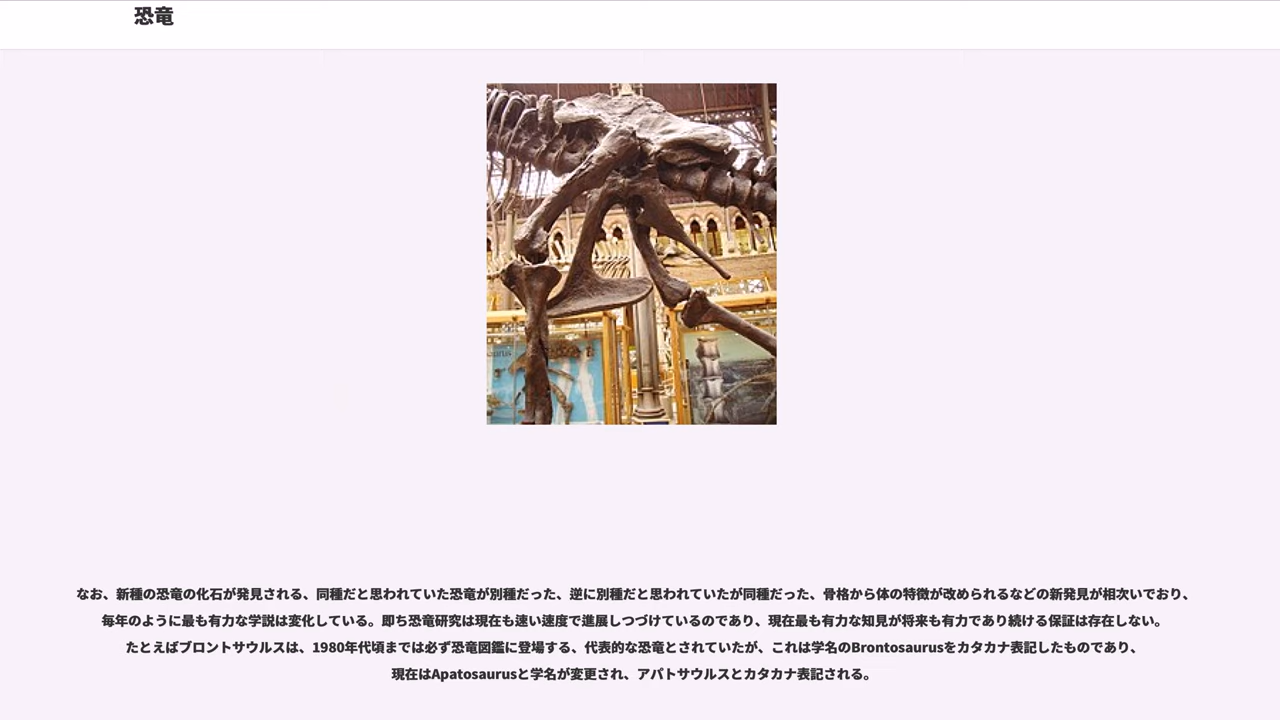 恐竜
aurus
なお、新種の恐竜の化石が発見される、同種だと思われていた恐竜が別種だった、逆に別種だと思われていたが同種だった、骨格から体の特徴が改められるなどの新発見が相次いでおり、
毎年のように最も有力な学説は変化している。即ち恐竜研究は現在も速い速度で進展しつづけているのであり、現在最も有力な知見が将来も有力であり続ける保証は存在しない。
たとえばブロントサウルスは、1980年代頃までは必ず恐竜図鑑に登場する、代表的な恐竜とされていたが、これは学名のBrontosaurusをカタカナ表記したものであり、
現在はApatosaurusと学名が変更され、アパトサウルスとカタカナ表記される。